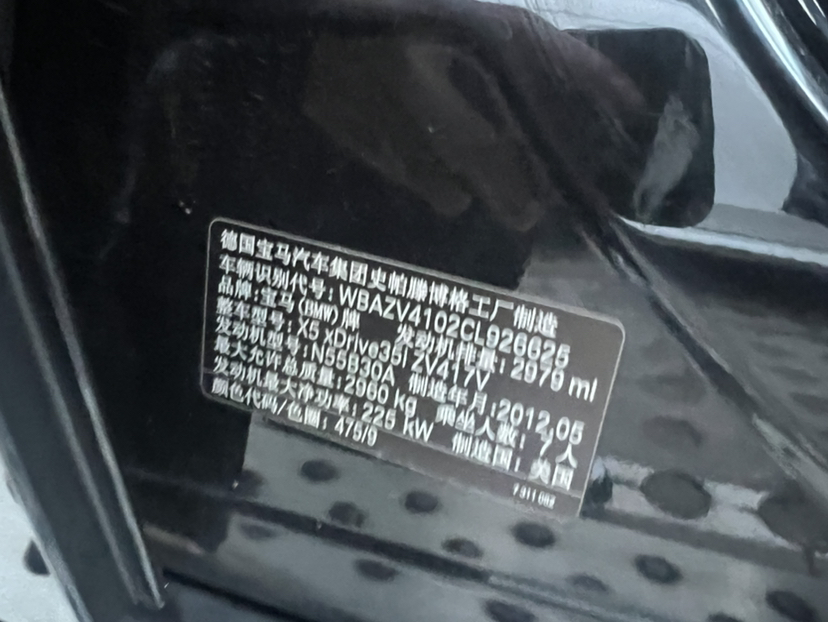 德国宝马汽车集团史帕滕博格工厂制造
车辆识别代号: WBAZV4102CL926625
品牌: 宝马(BMW)牌 发动机排量: 2979 ml
整车型号: X5 xDrive35i ZV417V
发动机型号: N55B30A 制造年月: 2012.05
最大允许总质量: 2960 kg 乘坐人数: 7人
发动机最大净功率: 225 kW 制造国: 美国
颜色代码/色圈: 475/9